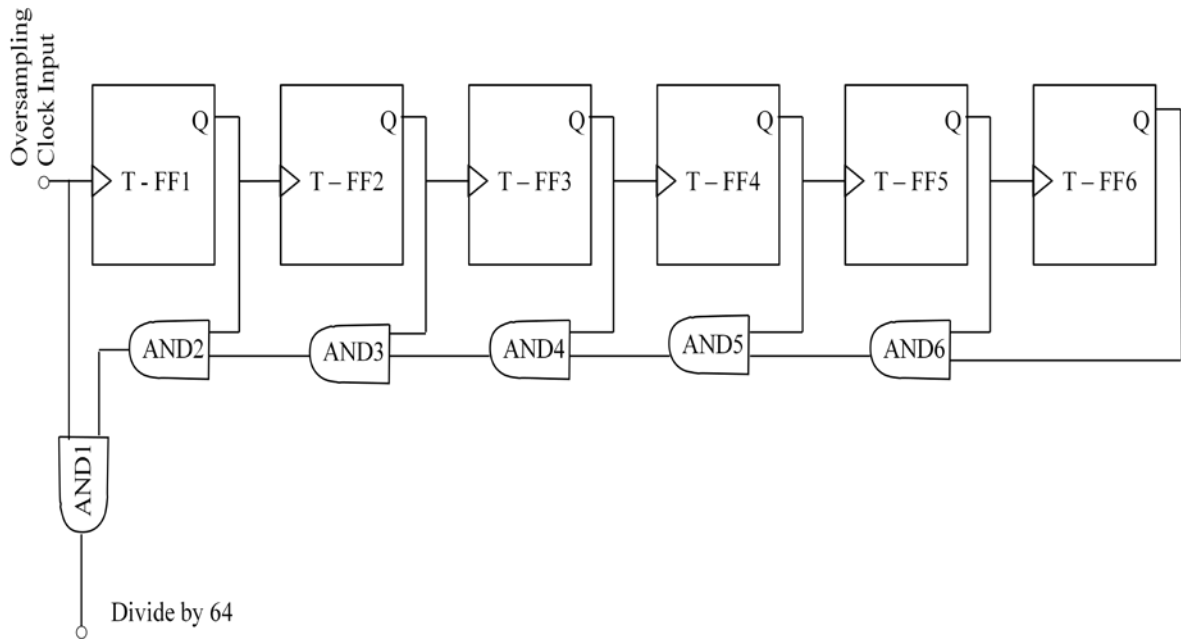 Oversampling
Clock Input
Q
Q
Q
Q
Q
Q
T - FF1
T – FF2
T – FF3
T – FF4
T – FF5
T – FF6
AND2
AND3
AND4
AND5
AND6
AND1
Divide by 64